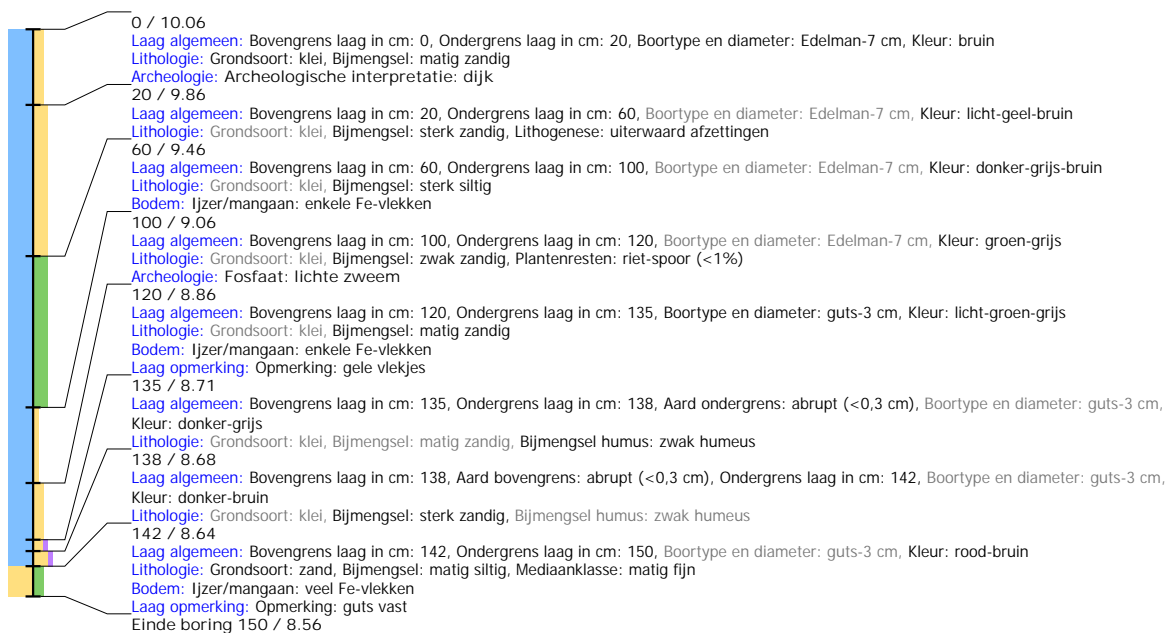 0 / 10.06
Laag algemeen: Bovengrens laag in cm: 0, Ondergrens laag in cm: 20, Boortype en diameter: Edelman-7 cm, Kleur: bruin
Lithologie: Grondsoort: klei, Bijmengsel: matig zandig
Archeologie: Archeologische interpretatie: dijk
20 / 9.86
Laag algemeen: Bovengrens laag in cm: 20, Ondergrens laag in cm: 60, Boortype en diameter: Edelman-7 cm, Kleur: licht-geel-bruin
Lithologie: Grondsoort: klei, Bijmengsel: sterk zandig, Lithogenese: uiterwaard afzettingen
60 / 9.46
Laag algemeen: Bovengrens laag in cm: 60, Ondergrens laag in cm: 100, Boortype en diameter: Edelman-7 cm, Kleur: donker-grijs-bruin
Lithologie: Grondsoort: klei, Bijmengsel: sterk siltig
Bodem: Ijzer/mangaan: enkele Fe-vlekken
100 / 9.06
Laag algemeen: Bovengrens laag in cm: 100, Ondergrens laag in cm: 120, Boortype en diameter: Edelman-7 cm, Kleur: groen-grijs
Lithologie: Grondsoort: klei, Bijmengsel: zwak zandig, Plantenresten: riet-spoor (<1%)
Archeologie: Fosfaat: lichte zweem
120 / 8.86
Laag algemeen: Bovengrens laag in cm: 120, Ondergrens laag in cm: 135, Boortype en diameter: guts-3 cm, Kleur: licht-groen-grijs
Lithologie: Grondsoort: klei, Bijmengsel: matig zandig
Bodem: Ijzer/mangaan: enkele Fe-vlekken
Laag opmerking: Opmerking: gele vlekjes
135 / 8.71
Laag algemeen: Bovengrens laag in cm: 135, Ondergrens laag in cm: 138, Aard ondergrens: abrupt (<0,3 cm), Boortype en diameter: guts-3 cm,
Kleur: donker-grijs
Lithologie: Grondsoort: klei, Bijmengsel: matig zandig, Bijmengsel humus: zwak humeus
138 / 8.68
Laag algemeen: Bovengrens laag in cm: 138, Aard bovengrens: abrupt (<0,3 cm), Ondergrens laag in cm: 142, Boortype en diameter: guts-3 cm,
Kleur: donker-bruin
Lithologie: Grondsoort: klei, Bijmengsel: sterk zandig, Bijmengsel humus: zwak humeus
142 / 8.64
Laag algemeen: Bovengrens laag in cm: 142, Ondergrens laag in cm: 150, Boortype en diameter: guts-3 cm, Kleur: rood-bruin
Lithologie: Grondsoort: zand, Bijmengsel: matig siltig, Mediaanklasse: matig fijn
Bodem: Ijzer/mangaan: veel Fe-vlekken
Laag opmerking: Opmerking: guts vast
Einde boring 150 / 8.56